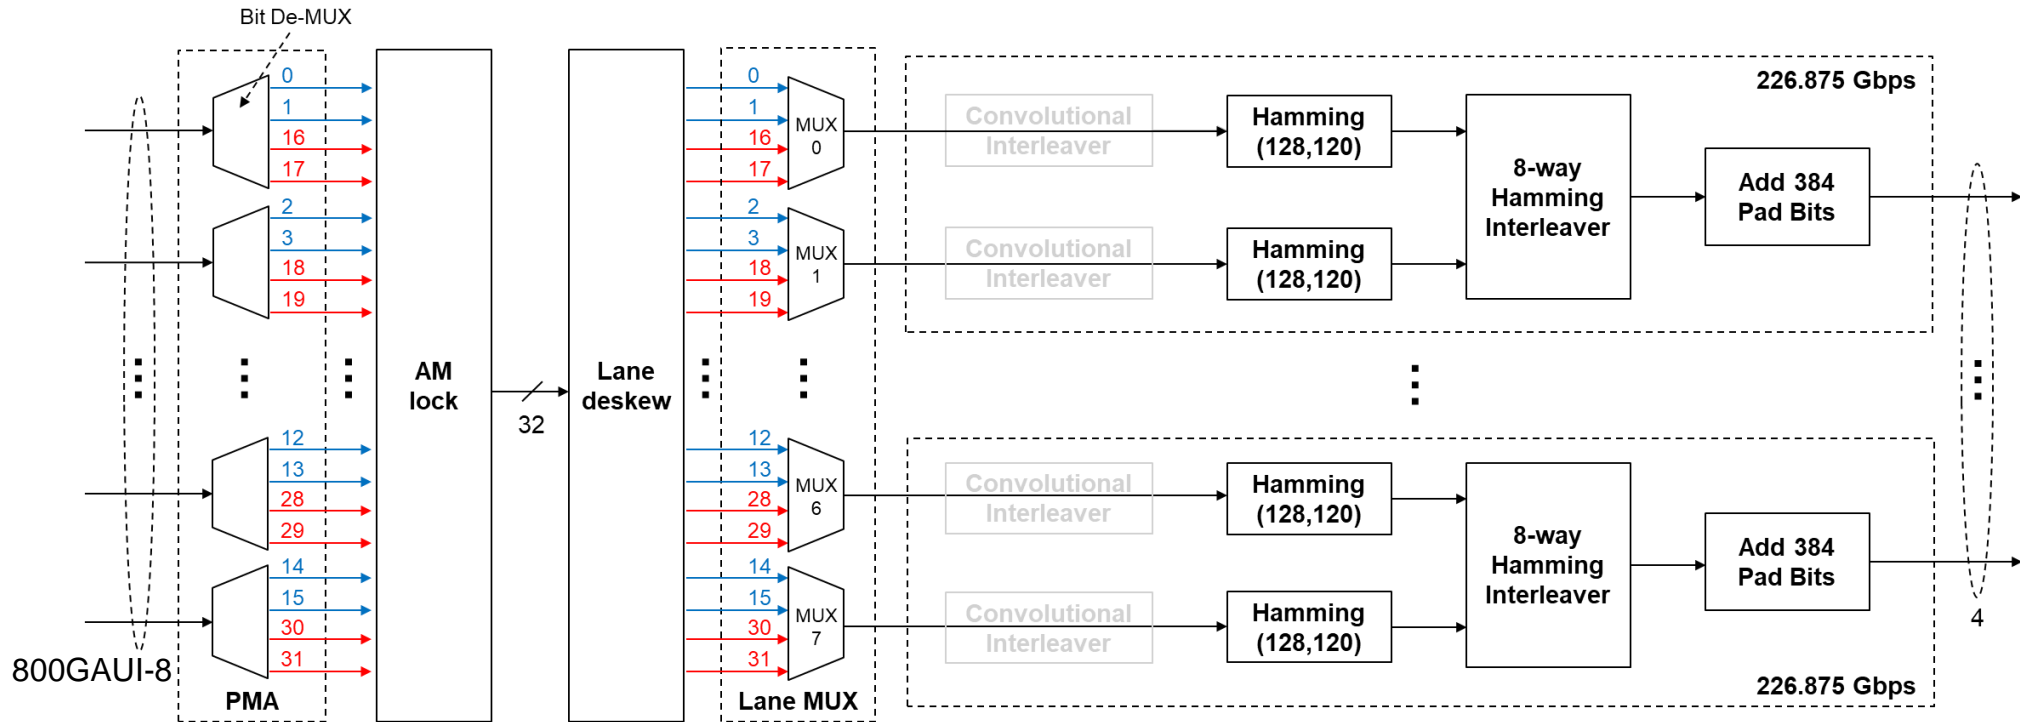 Bit De-MUX
0
1
16
17
2
3
18
19
12
13
28
29
14
15
30
31
800GAUI-8
PMA
AM
lock
32
Lane
deskew
0
1
16
17
MUX
0
2
3
18
19
MUX
1
12
13
28
29
MUX
6
14
15
30
31
MUX
7
Lane MUX
226.875 Gbps
Convolutional
Interleaver
Hamming
(128,120)
Convolutional
Interleaver
Hamming
(128,120)
8-way
Hamming
Interleaver
Add 384
Pad Bits
Convolutional
Interleaver
Hamming
(128,120)
Convolutional
Interleaver
Hamming
(128,120)
8-way
Hamming
Interleaver
Add 384
Pad Bits
226.875 Gbps
4